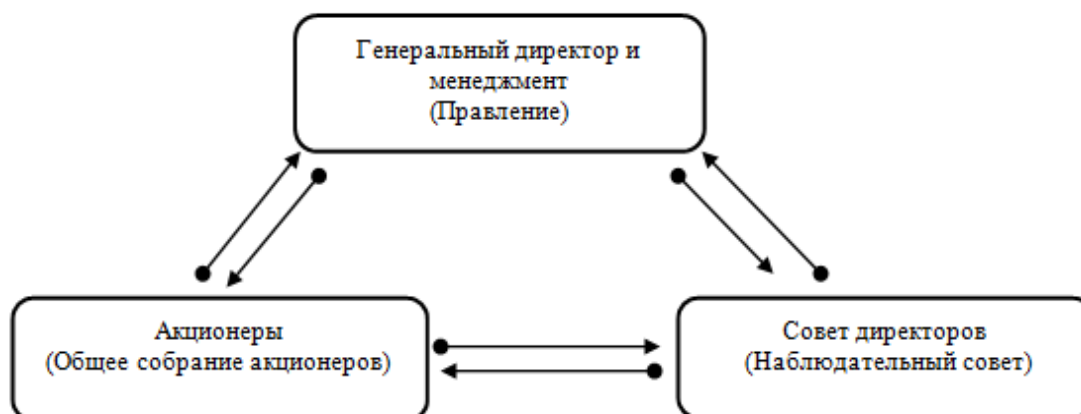 Генеральный директор и
менеджмент
(Правление)
Акционеры
(Общее собрание акционеров)
Совет директоров
(Наблюдательный совет)